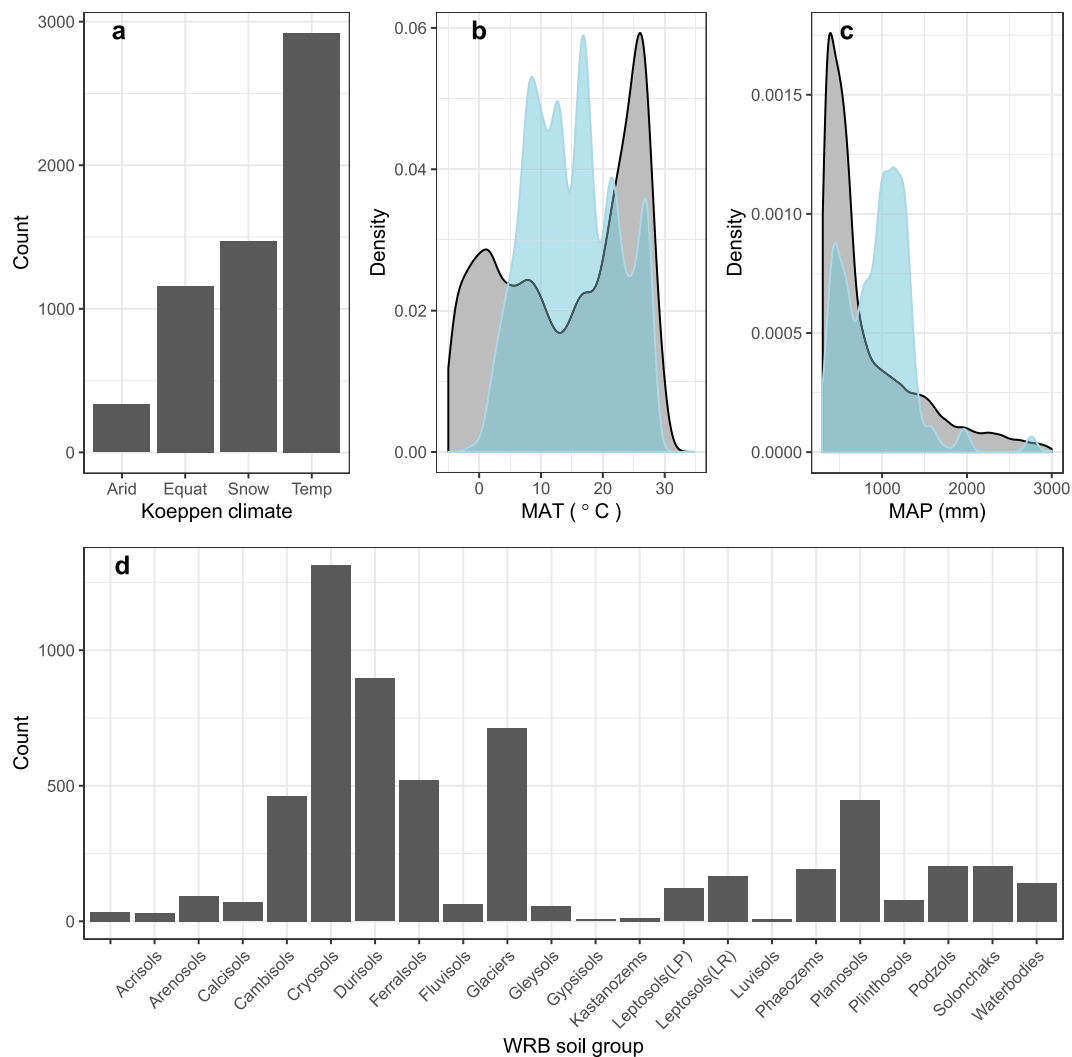 a
3000
2000
1000
0
Count
Arid Equat Snow Temp
Koeppen climate
b
0.06
0.04
0.02
0.00
Density
0 10 20 30
MAT ( ° C )
c
0.0015
0.0010
0.0005
0.0000
Density
1000 2000 3000
MAP (mm)
d
1000
500
0
Count
Acrisols Arenosols Calcisols Cambisols Cryosols Durisols Ferralsols Fluvisols Glaciers Gleysols Gypsisols Kastanozems Leptosols(LP) Leptosols(LR) Luvisols Phaeozems Planosols Plinthosols Podzols Solonchaks Waterbodies
WRB soil group